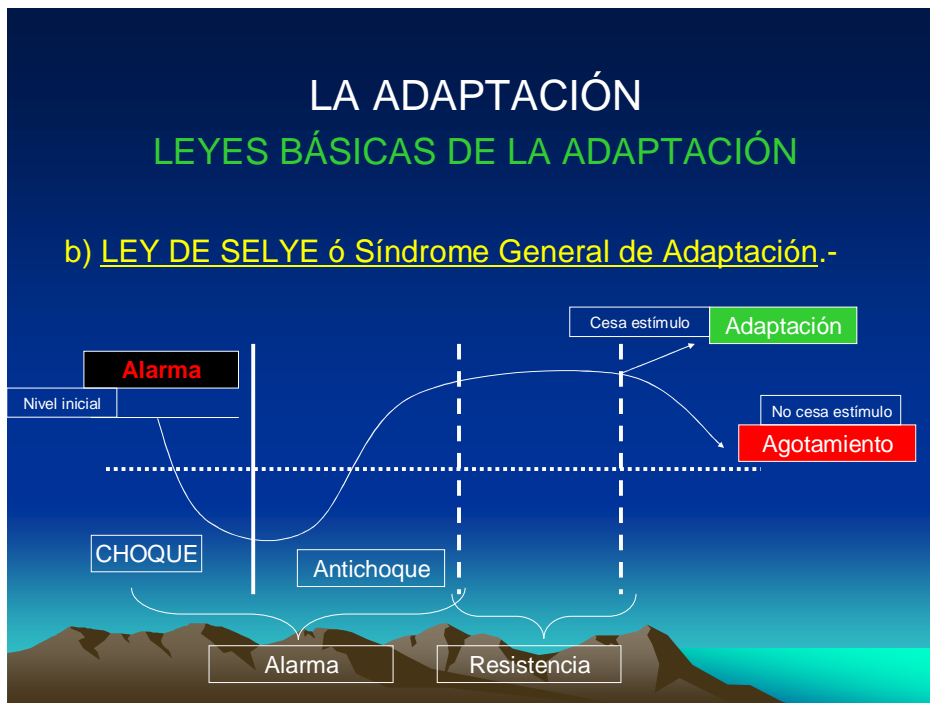 LA ADAPTACIÓN
LEYES BÁSICAS DE LA ADAPTACIÓN
b) LEY DE SELYE ó Síndrome General de Adaptación.-
Cesa estímulo
Adaptación
Alarma
Nivel inicial
No cesa estímulo
Agotamiento
CHOQUE
Antichoque
Alarma
Resistencia